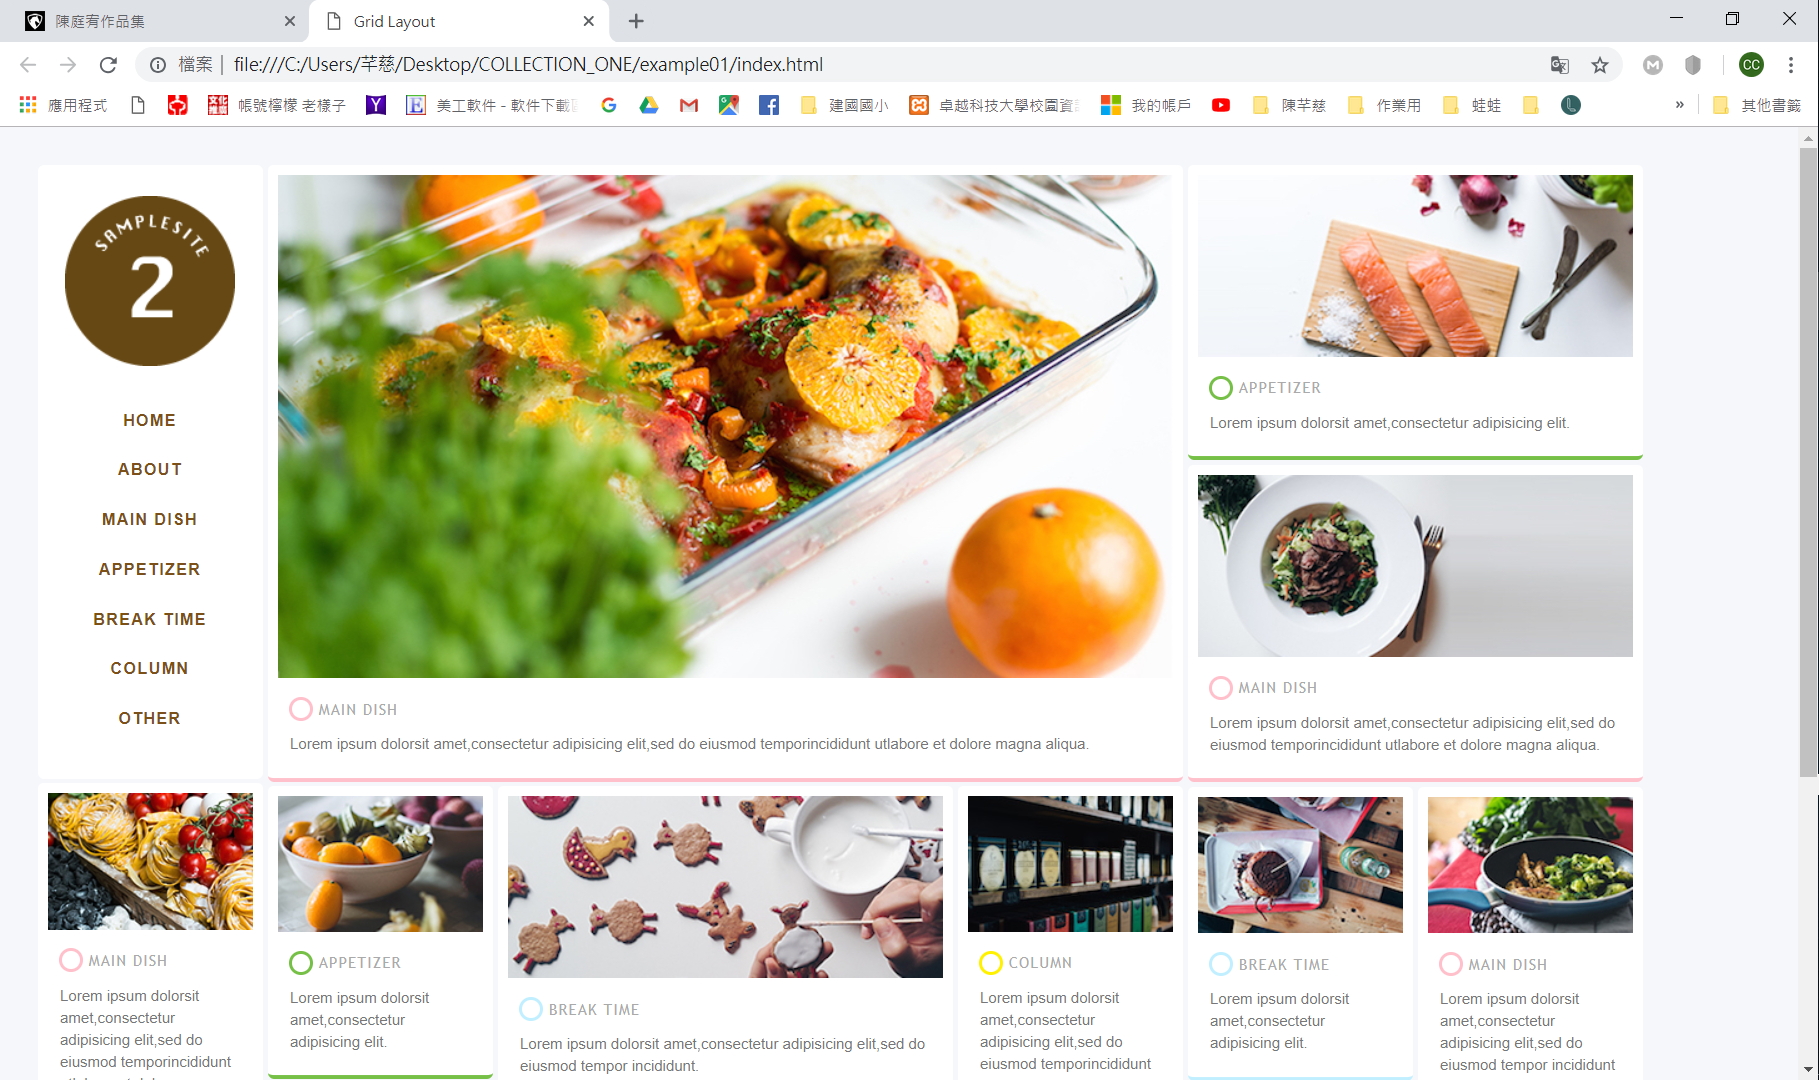 陳庭宥作品集
Grid Layout
檔案 | file:///C:/Users/芊慈/Desktop/COLLECTION_ONE/example01/index.html
CC
應用程式
帳號檸檬 老樣子
美工軟件 - 軟件下載
建國國小
卓越科技大學校園資
我的帳戶
陳芊慈
作業用
蛙蛙
»
其他書籤
SAMPLESITE
2
HOME
ABOUT
MAIN DISH
APPETIZER
BREAK TIME
COLUMN
OTHER
MAIN DISH
Lorem ipsum dolorsit amet,consectetur adipisicing elit,sed do eiusmod temporincididunt utlabore et dolore magna aliqua.
APPETIZER
Lorem ipsum dolorsit amet,consectetur adipisicing elit.
MAIN DISH
Lorem ipsum dolorsit amet,consectetur adipisicing elit,sed do
eiusmod temporincididunt utlabore et dolore magna aliqua.
MAIN DISH
Lorem ipsum dolorsit
amet,consectetur
adipisicing elit,sed do
eiusmod temporincididunt
APPETIZER
Lorem ipsum dolorsit
amet,consectetur
adipisicing elit.
BREAK TIME
Lorem ipsum dolorsit amet,consectetur adipisicing elit,sed do
eiusmod tempor incididunt.
COLUMN
Lorem ipsum dolorsit
amet,consectetur
adipisicing elit,sed do
eiusmod temporincididunt
BREAK TIME
Lorem ipsum dolorsit
amet,consectetur
adipisicing elit.
MAIN DISH
Lorem ipsum dolorsit
amet,consectetur
adipisicing elit,sed do
eiusmod tempor incididunt